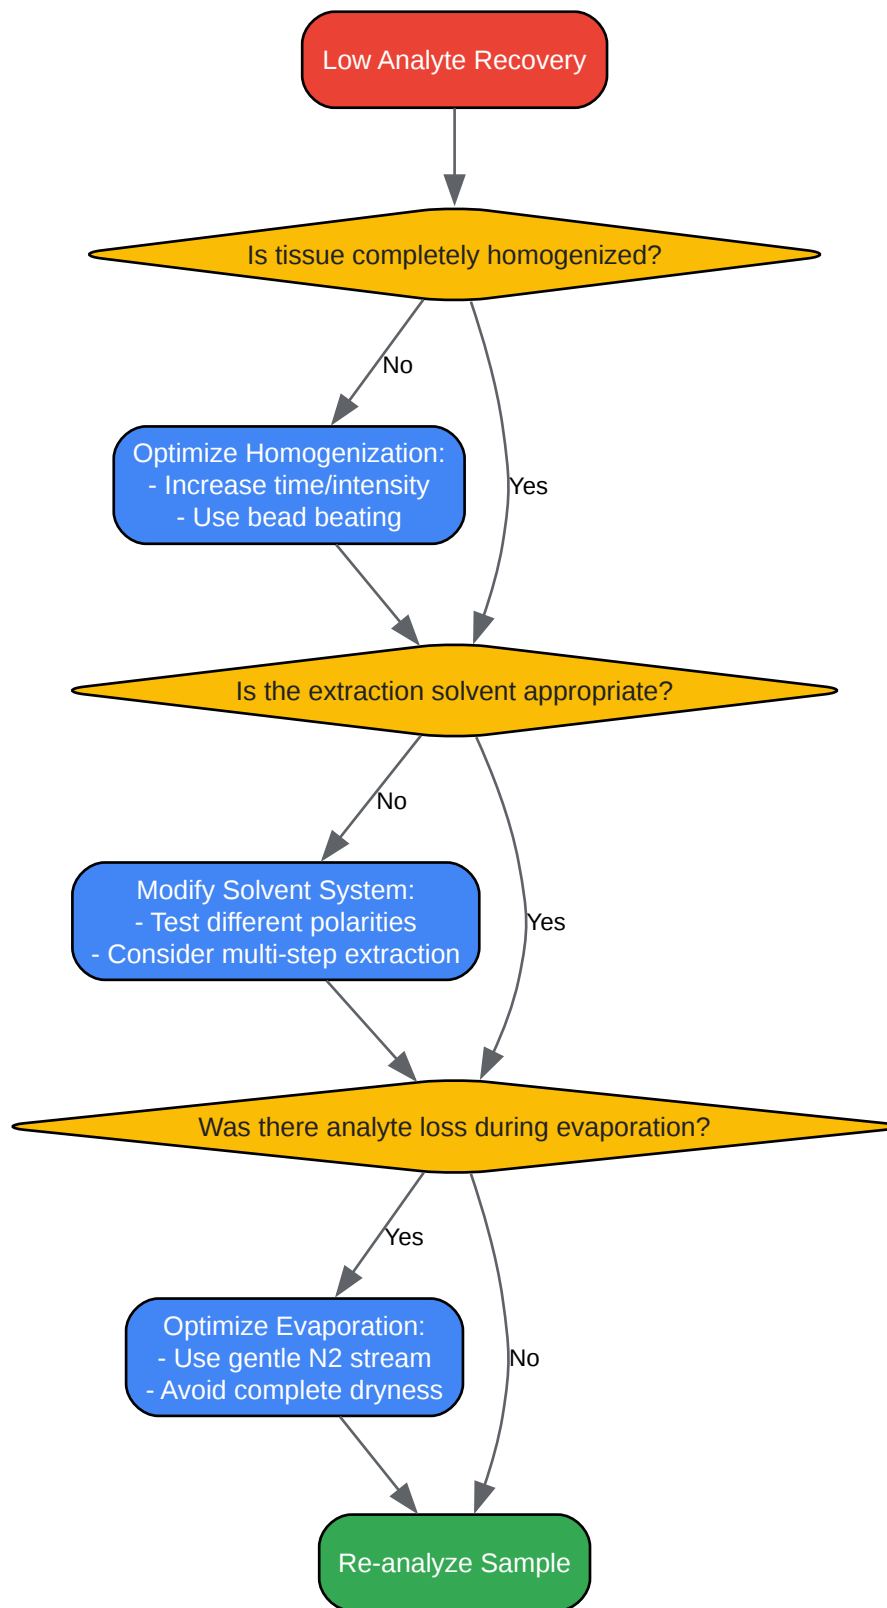 Low Analyte Recovery
Is tissue completely homogenized?
No
Optimize Homogenization:
- Increase time/intensity
- Use bead beating
Yes
Is the extraction solvent appropriate?
No
Modify Solvent System:
- Test different polarities
- Consider multi-step extraction
Yes
Was there analyte loss during evaporation?
Yes
Optimize Evaporation:
- Use gentle N2 stream
- Avoid complete dryness
No
Re-analyze Sample